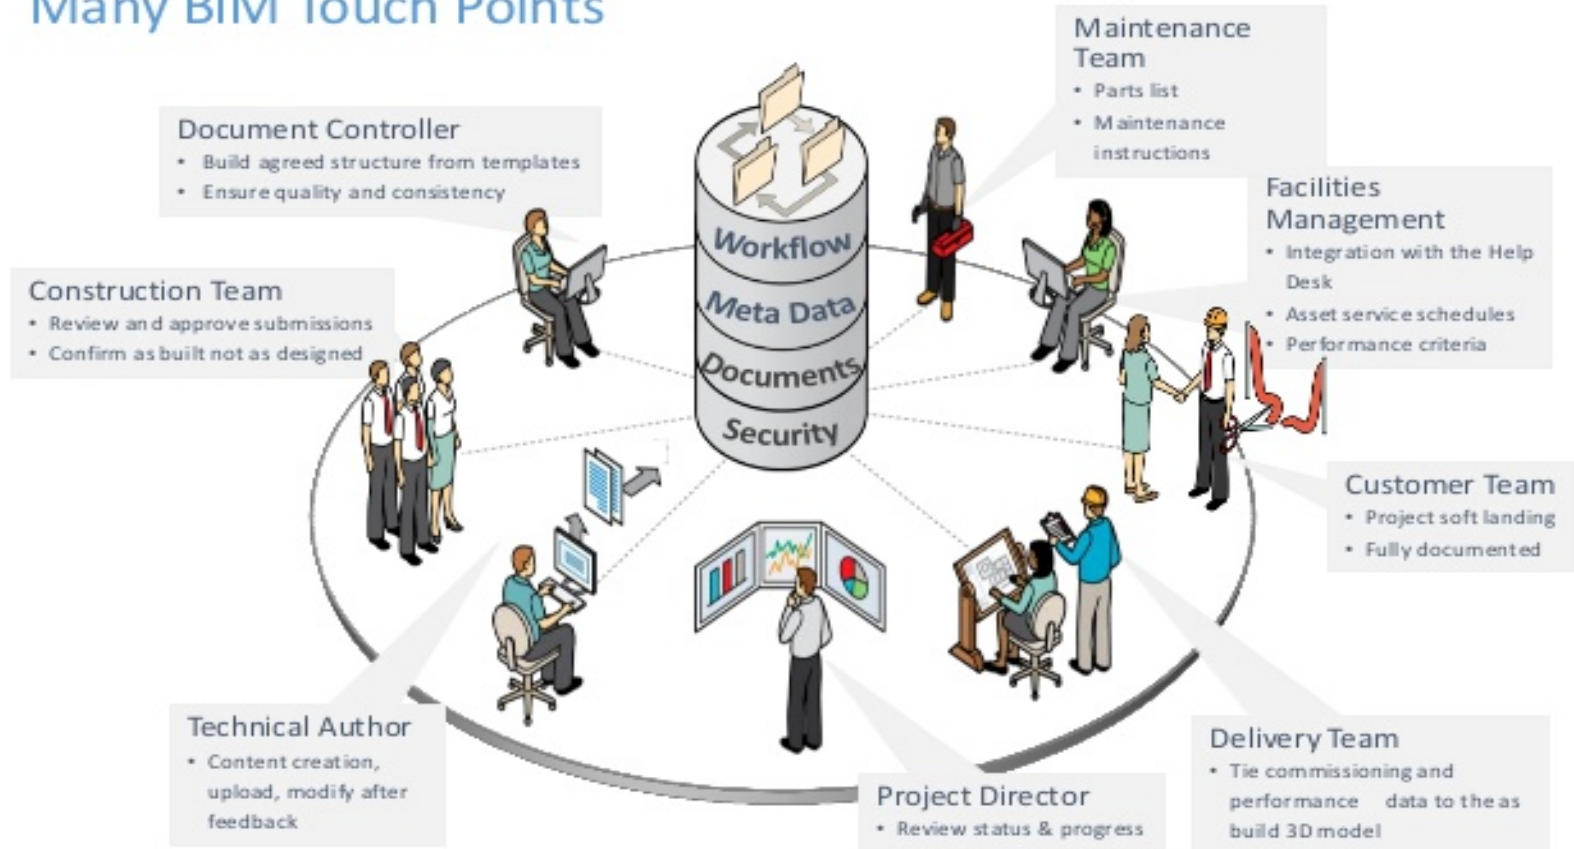 Many BIM Touch Points
Maintenance
Team
• Parts list
• Maintenance
instructions
Document Controller
• Build agreed structure from templates
• Ensure quality and consistency
Facilities
Management
• Integration with the Help
Desk
• Asset service schedules
• Performance criteria
Construction Team
• Review and approve submissions
• Confirm as built not as designed
Workflow
Meta Data
Documents
Security
Customer Team
• Project soft landing
• Fully documented
Technical Author
• Content creation,
upload, modify after
feedback
Project Director
• Review status & progress
Delivery Team
• Tie commissioning and
performance data to the as
build 3D model